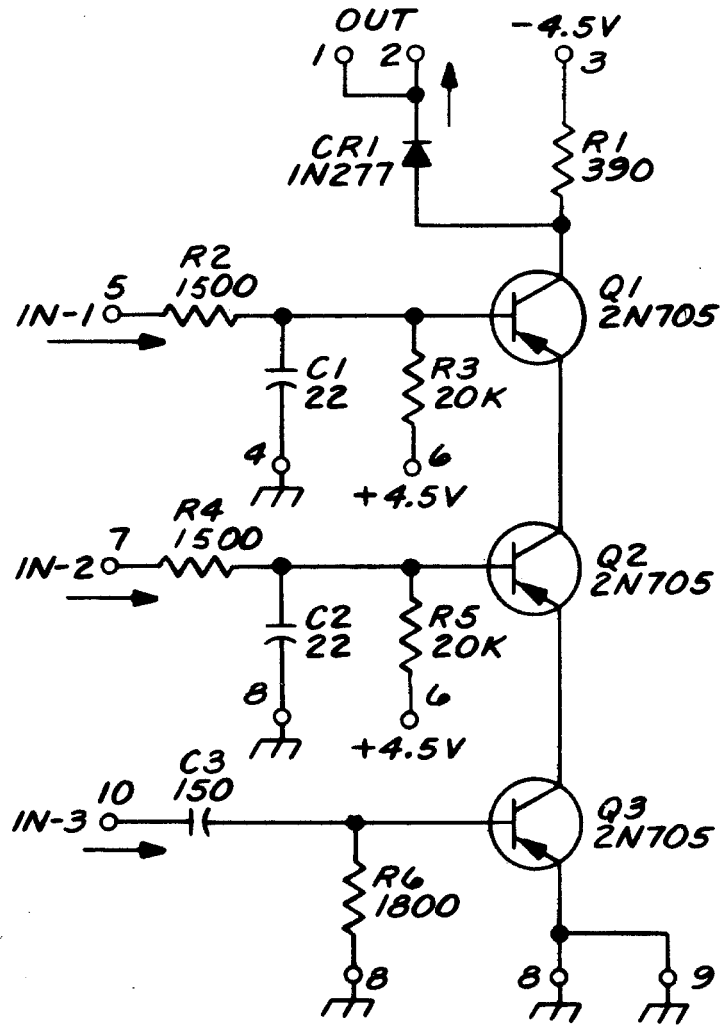 OUT
1 2
-4.5V
3
CR1
1N277
R1
390
R2
1500
5
IN-1
Q1
2N705
C1
22
R3
20K
4
6
+4.5V
R4
1500
7
IN-2
Q2
2N705
C2
22
R5
20K
8
6
+4.5V
C3
150
10
IN-3
Q3
2N705
R6
1800
8
8
9